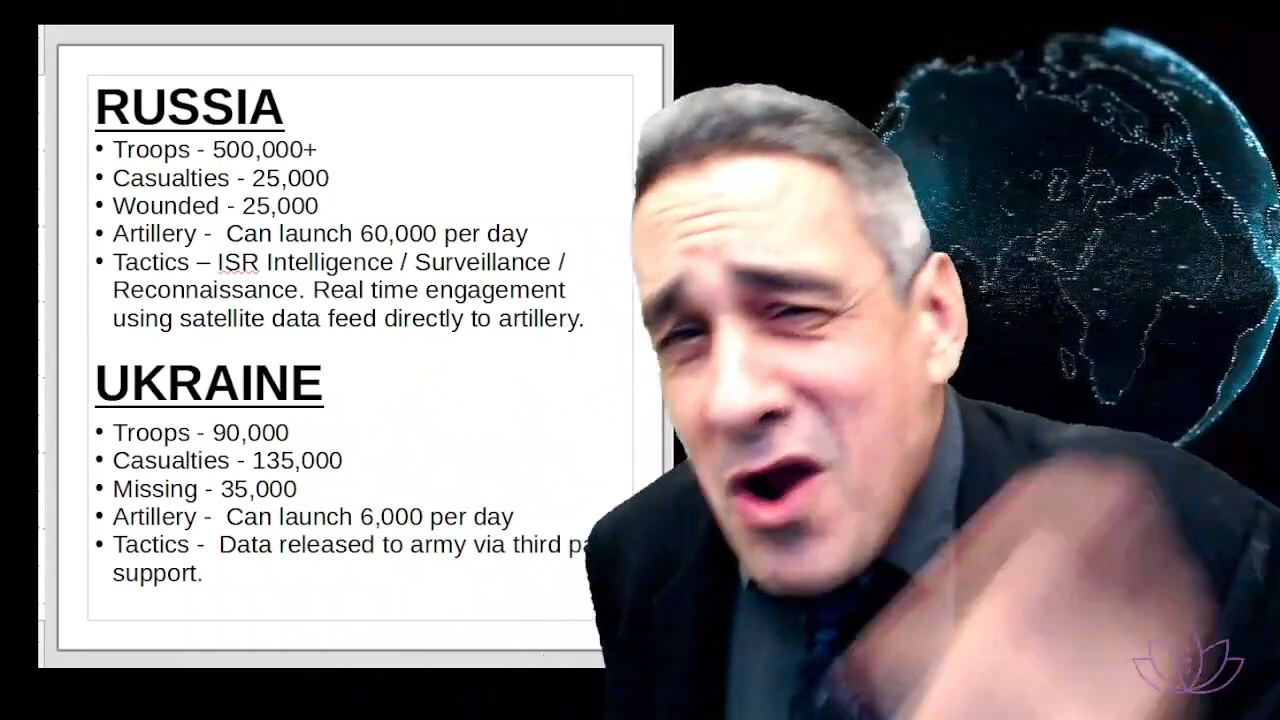 RUSSIA
• Troops - 500,000+
• Casualties - 25,000
• Wounded - 25,000
• Artillery -  Can launch 60,000 per day
• Tactics – ISR Intelligence / Surveillance /
Reconnaissance. Real time engagement
using satellite data feed directly to artillery.
UKRAINE
• Troops - 90,000
• Casualties - 135,000
• Missing - 35,000
• Artillery -  Can launch 6,000 per day
• Tactics -  Data released to army via third
support.